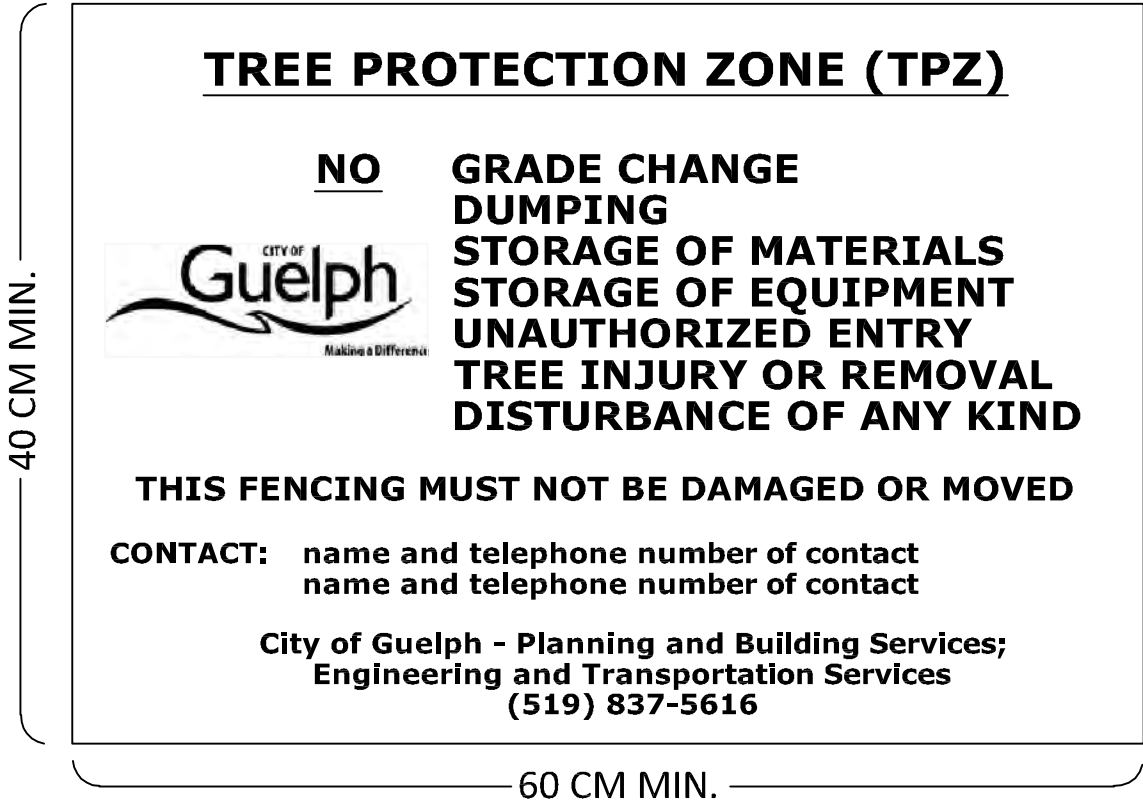 TREE PROTECTION ZONE (TPZ)
NO GRADE CHANGE
DUMPING
STORAGE OF MATERIALS
STORAGE OF EQUIPMENT
UNAUTHORIZED ENTRY
TREE INJURY OR REMOVAL
DISTURBANCE OF ANY KIND
CITY OF
Guelph
Making a Differenc
THIS FENCING MUST NOT BE DAMAGED OR MOVED
CONTACT: name and telephone number of contact
name and telephone number of contact
City of Guelph - Planning and Building Services;
Engineering and Transportation Services
(519) 837-5616
40 CM MIN.
60 CM MIN.